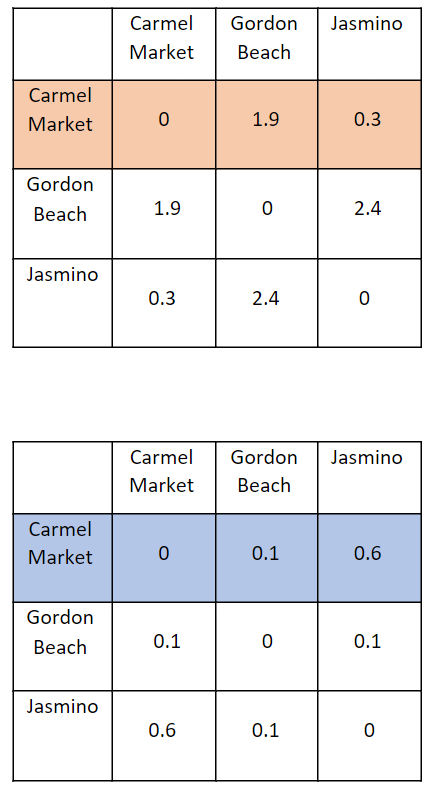 Carmel Gordon Jasmino
Market Beach
Carmel
Market 0 1.9 0.3
Gordon
Beach 1.9 0 2.4
Jasmino
0.3 2.4 0
Carmel Gordon Jasmino
Market Beach
Carmel
Market 0 0.1 0.6
Gordon
Beach 0.1 0 0.1
Jasmino
0.6 0.1 0